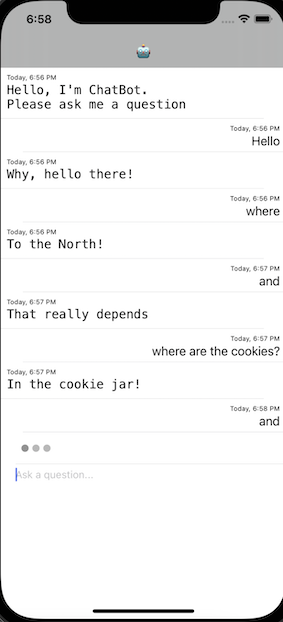 6:58
Today, 6:56 PM
Hello, I'm ChatBot.
Please ask me a question
Today, 6:56 PM
Hello
Today, 6:56 PM
Why, hello there!
Today, 6:56 PM
where
Today, 6:56 PM
To the North!
Today, 6:57 PM
and
Today, 6:57 PM
That really depends
Today, 6:57 PM
where are the cookies?
Today, 6:57 PM
In the cookie jar!
Today, 6:58 PM
and
Ask a question...